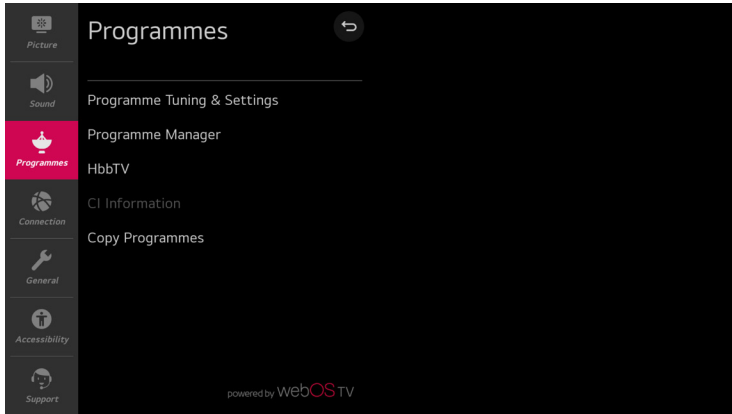 Picture
Sound
Programmes
Connection
General
Accessibility
Support
Programmes
Programme Tuning & Settings
Programme Manager
HbbTV
CI Information
Copy Programmes
powered by webOS TV